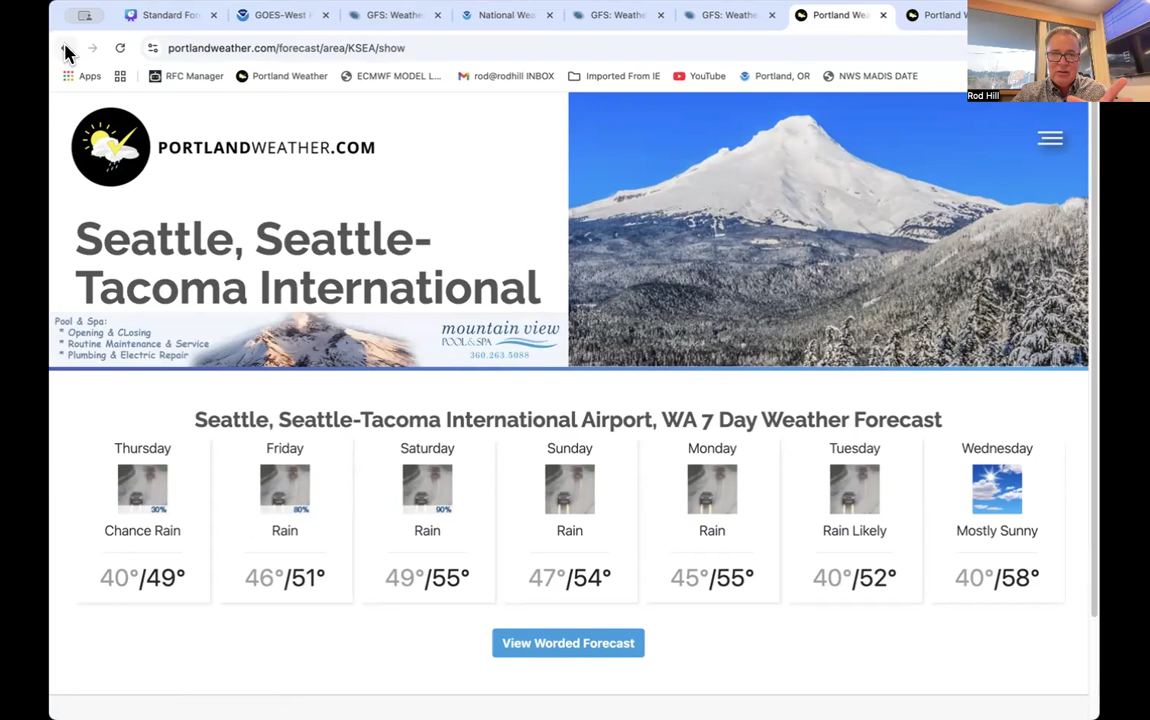 Standard For
GOES-West
GFS: Weathe
National Wea
GFS: Weathe
GFS: Weathe
Portland Wea
Portland W
portlandweather.com/forecast/area/KSEA/show
Rod Hill
Apps
RFC Manager
Portland Weather
ECMWF MODEL L...
rod@rodhill INBOX
Imported From IE
YouTube
Portland, OR
NWS MADIS DATE
PORTLANDWEATHER.COM
Seattle, Seattle-
Tacoma International
Pool & Spa:
* Opening & CLosing
* Routine Maintenance & Service
* Plumbing & Electric Repair
mountain view
POOL & SPA
360.263.5088
Seattle, Seattle-Tacoma International Airport, WA 7 Day Weather Forecast
Thursday Friday Saturday Sunday Monday Tuesday Wednesday
30% 80% 90%
Chance Rain Rain Rain Rain Rain Rain Likely Mostly Sunny
40°/49° 46°/51° 49°/55° 47°/54° 45°/55° 40°/52° 40°/58°
View Worded Forecast